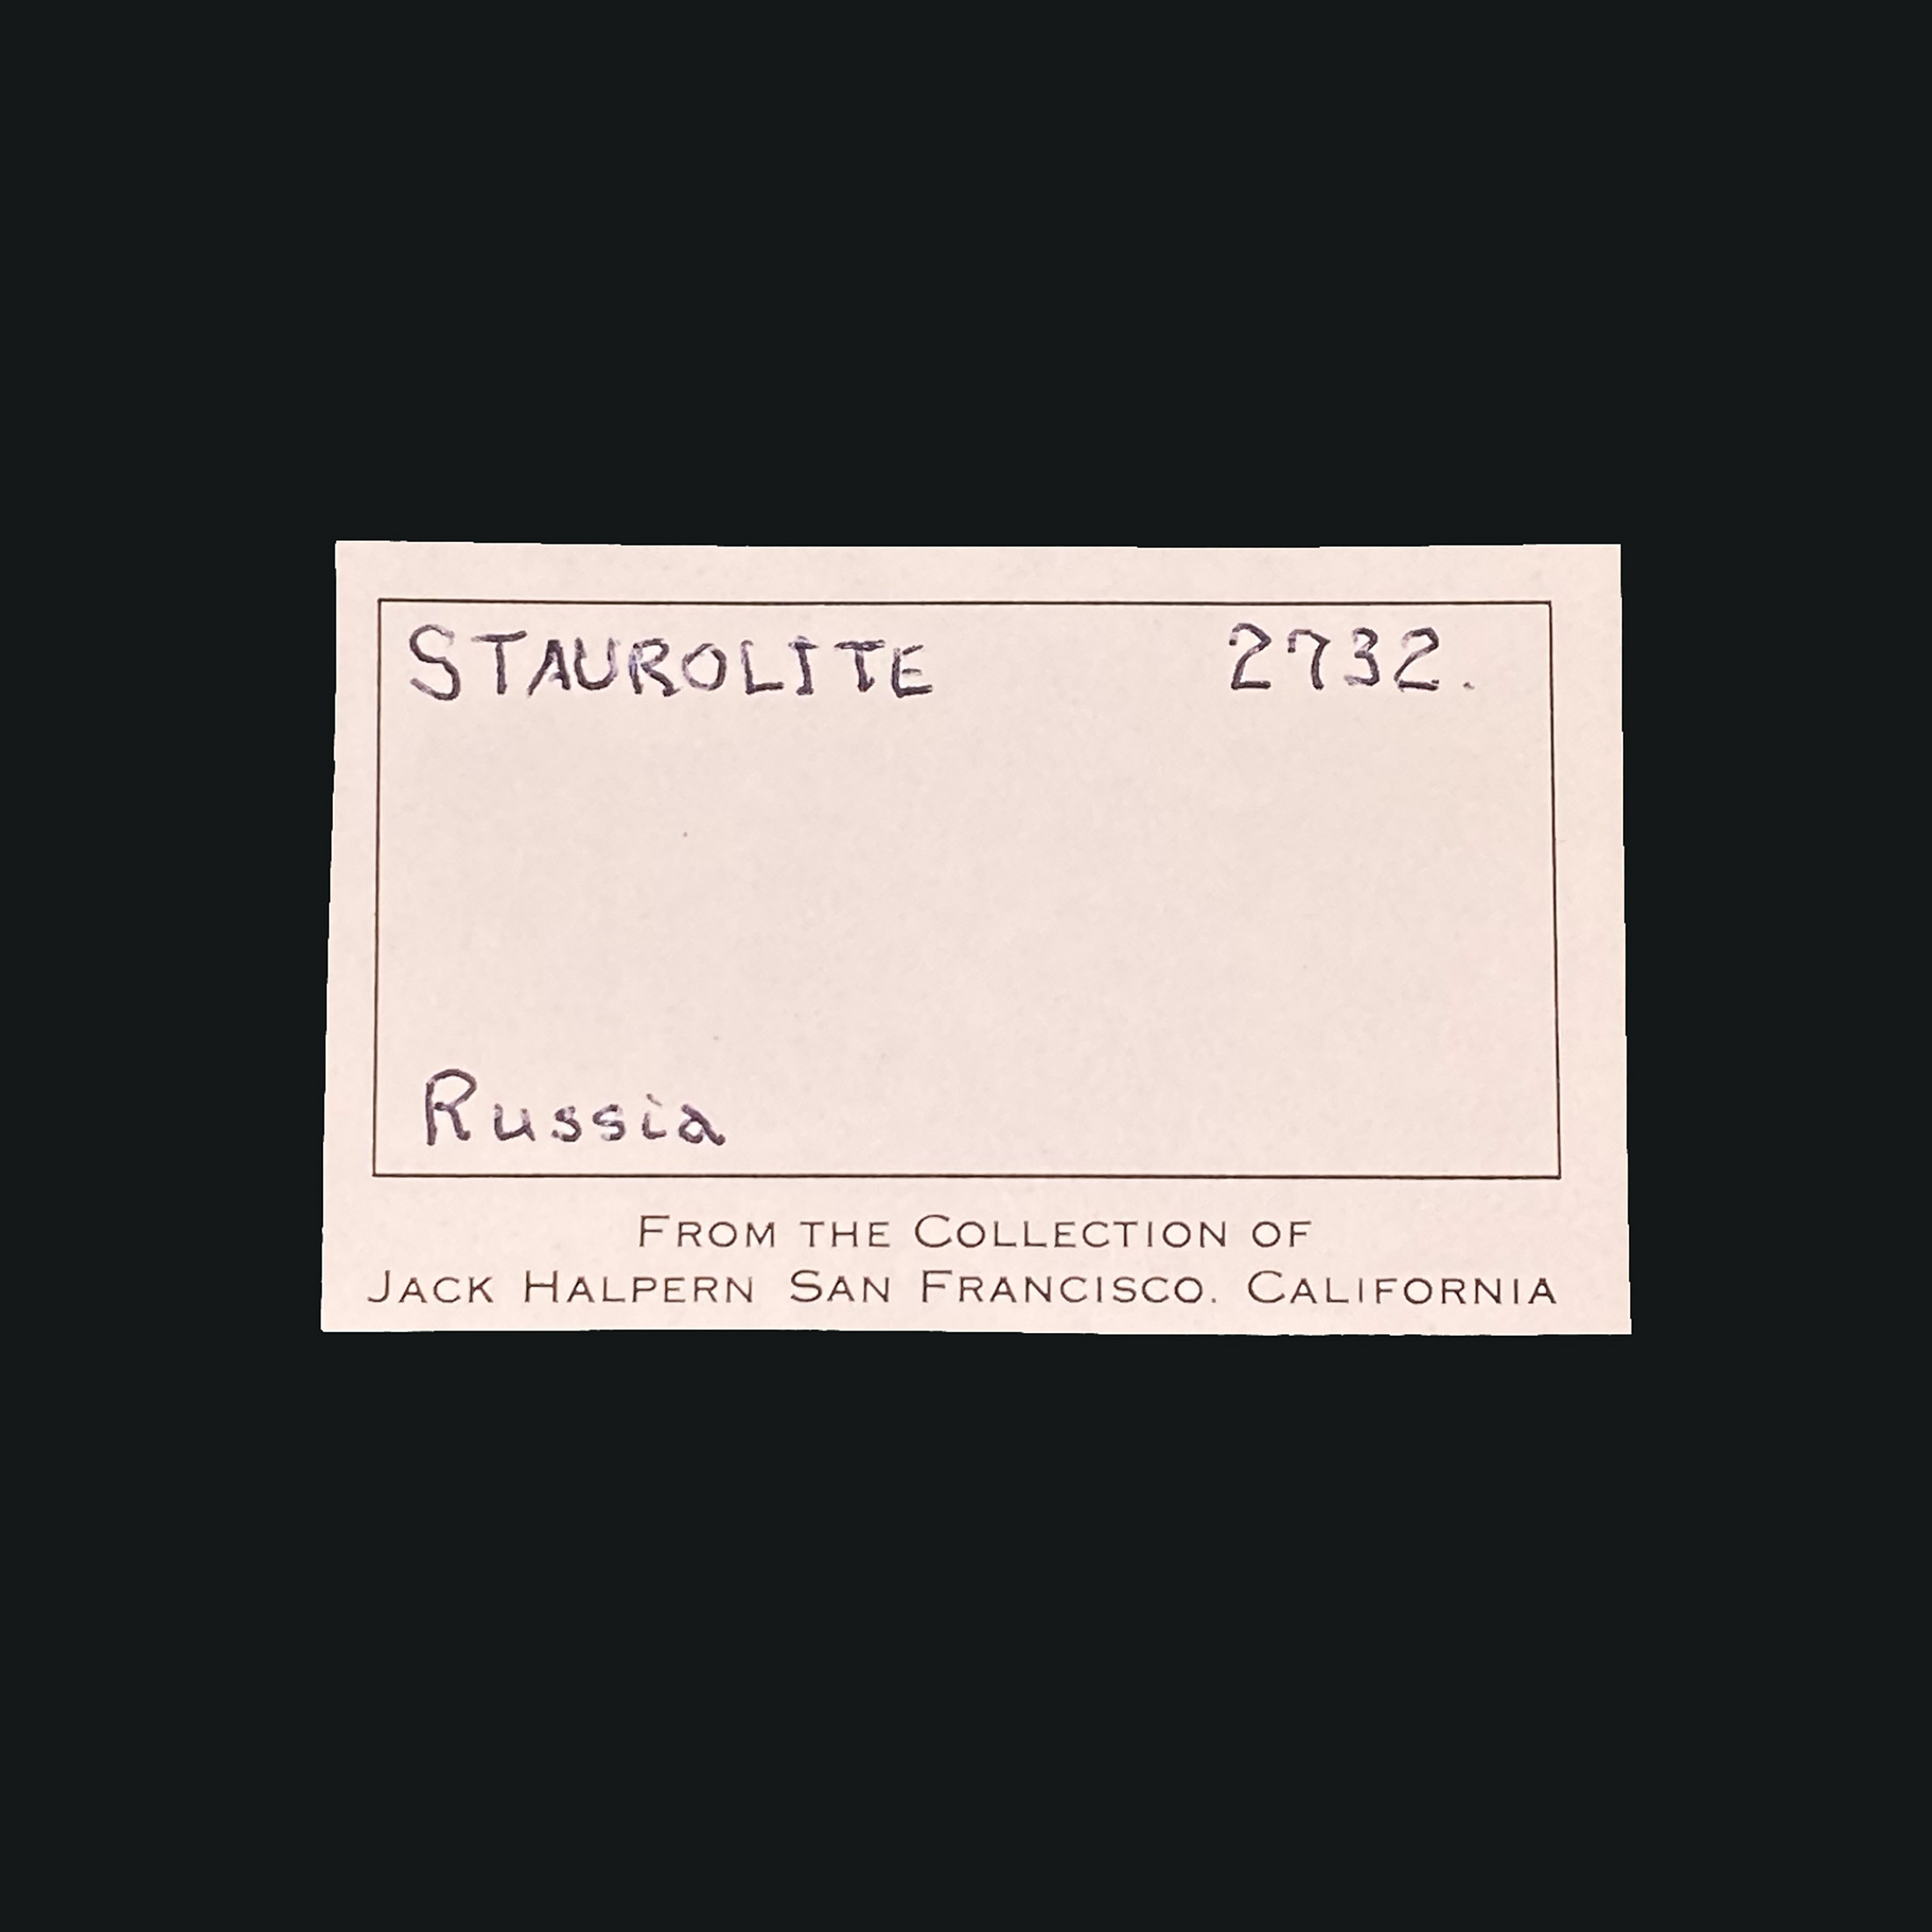 STAUROLITE 2732.
Russia
FROM THE COLLECTION OF
JACK HALPERN SAN FRANCISCO. CALIFORNIA